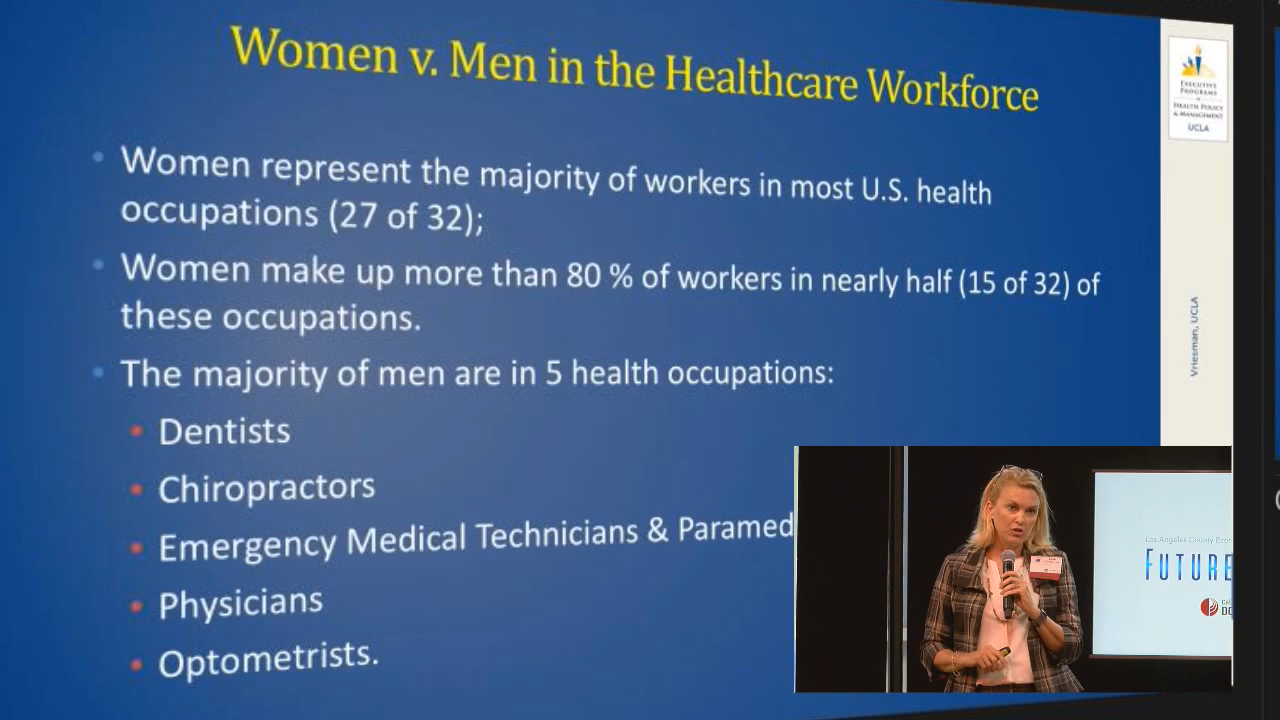 Women v. Men in the Healthcare Workforce
Women represent the majority of workers in most U.S. health
occupations (27 of 32);
Women make up more than 80 % of workers in nearly half (15 of 32) of
these occupations.
The majority of men are in 5 health occupations:
Dentists
Chiropractors
Emergency Medical Technicians & Paramed
Physicians
Optometrists.
EXECUTIVE
PROGRAMS
HEALTH POLICY
& MANAGEMENT
UCLA
Vriesman, UCLA
Los Angeles County Econ
FUTURE